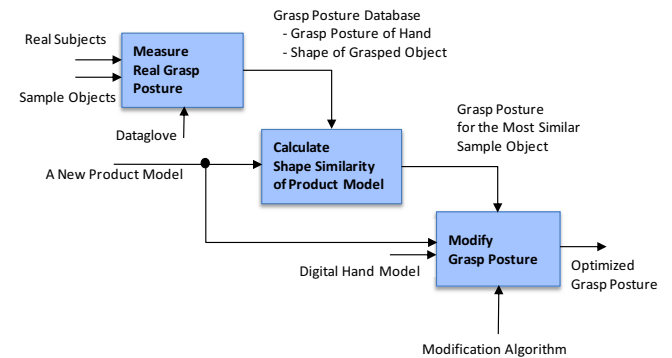 Grasp Posture Database
- Grasp Posture of Hand
- Shape of Grasped Object
Real Subjects
Sample Objects
Measure
Real Grasp
Posture
Dataglove
A New Product Model
Calculate
Shape Similarity
of Product Model
Grasp Posture
for the Most Similar
Sample Object
Digital Hand Model
Modify
Grasp Posture
Optimized
Grasp Posture
Modification Algorithm